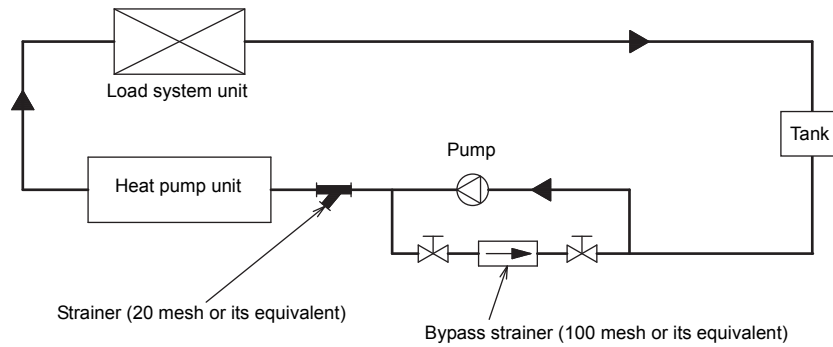 Load system unit
Tank
Pump
Heat pump unit
Strainer (20 mesh or its equivalent)
Bypass strainer (100 mesh or its equivalent)